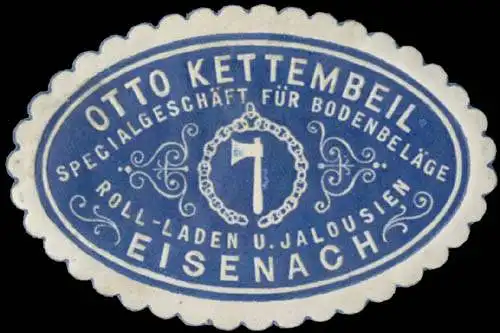 OTTO KETTEMBEIL
SPECIALGESCHÄFT FÜR BODENBELÄGE
ROLL-LADEN U. JALOUSIEN
EISENACH